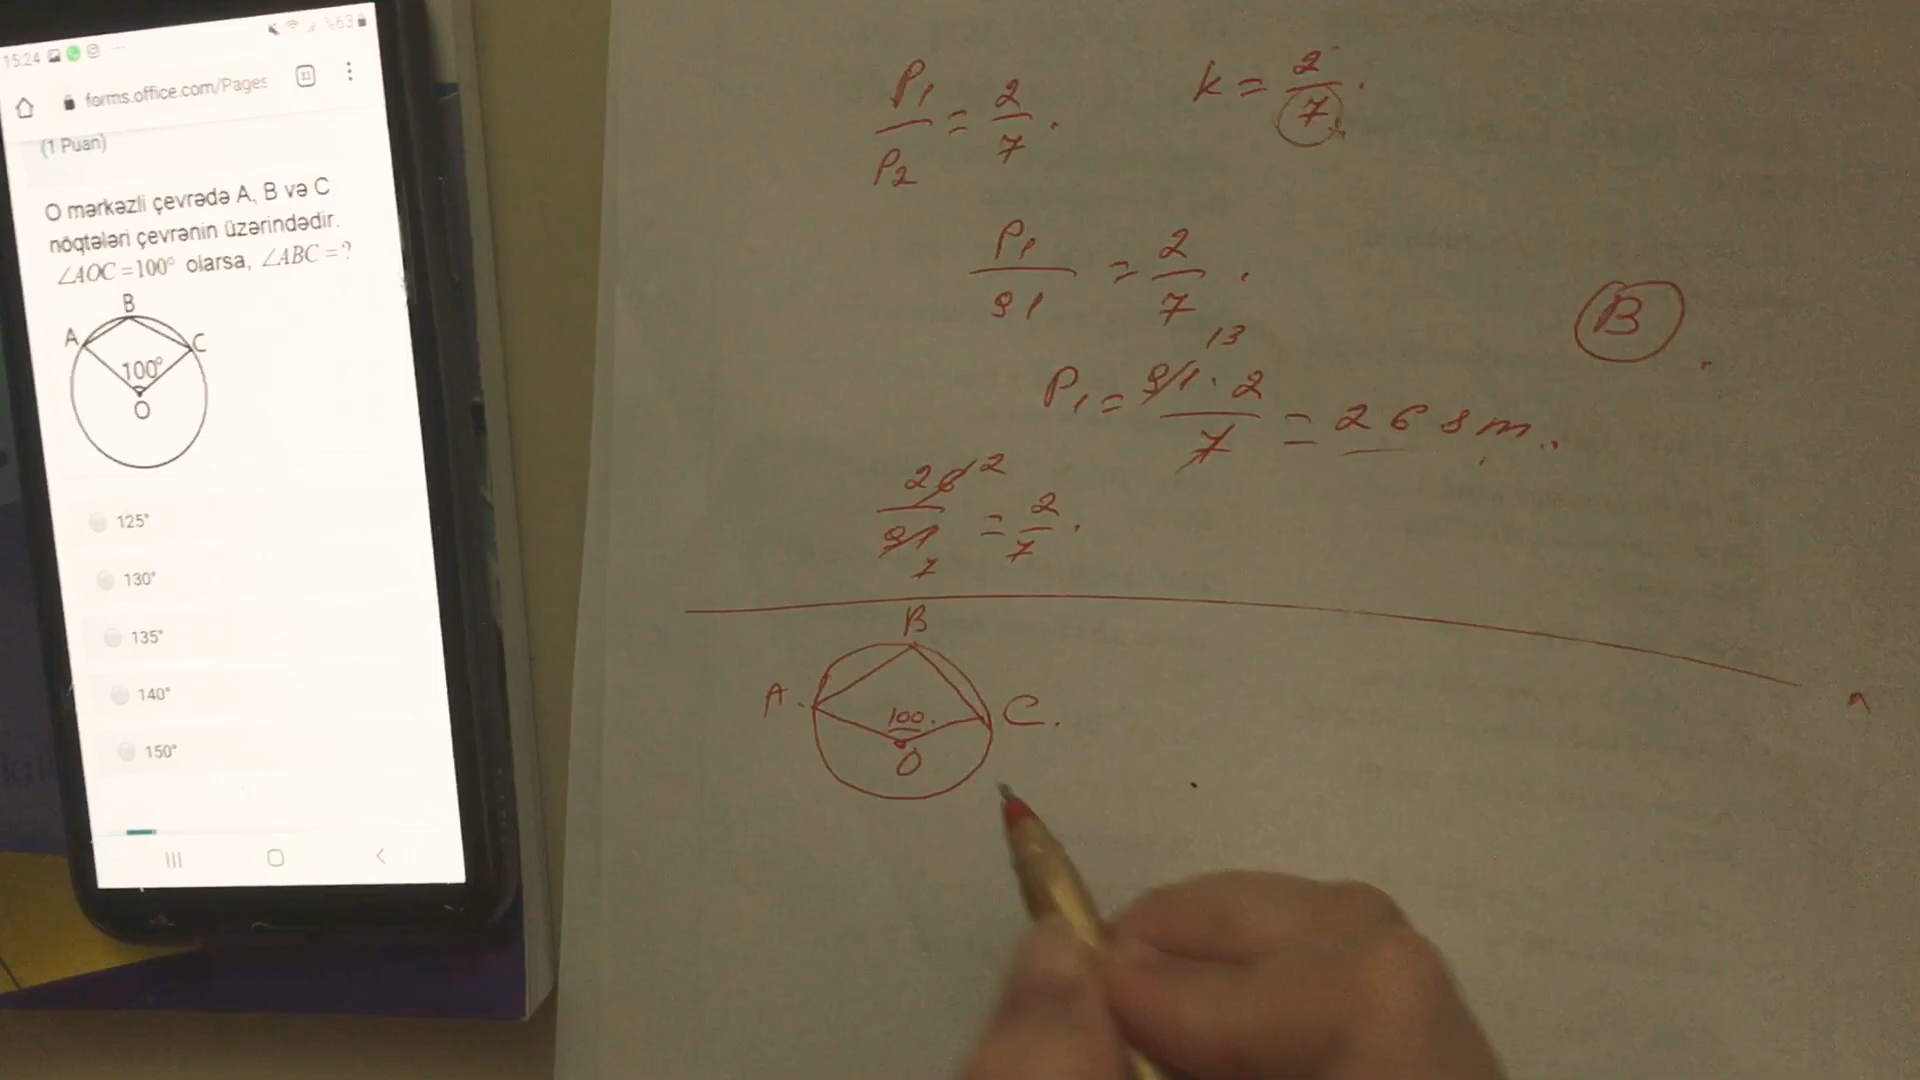 15:24 %63
forms.office.com/Pages
(1 Puan)
O mərkəzli çevrədə A, B və C
nöqtələri çevrənin üzərindədir.
∠AOC = 100° olarsa, ∠ABC = ?
B
A C
100°
O
125°
130°
135°
140°
150°
P1/P2 = 2/7. k = 2/7.
P1/91 = 2/7.
B
P1 = 91·2/7 = 26 sm.
13
26/91 = 2/7.
2
7
B
A. C.
100.
O